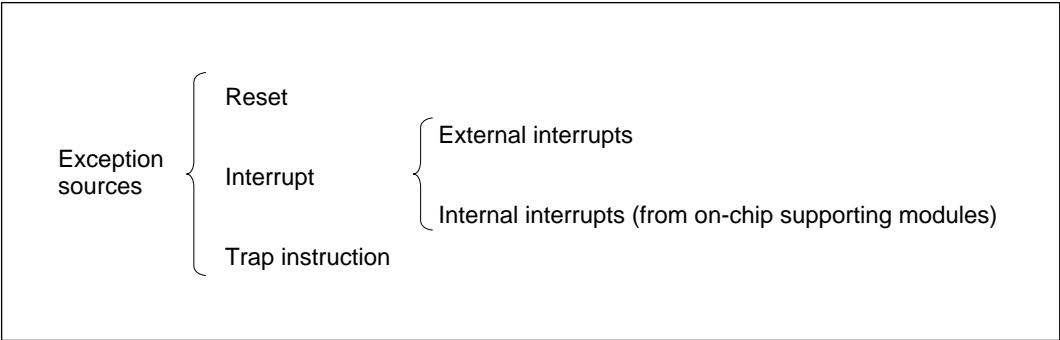 Exception
sources
Reset
Interrupt
Trap instruction
External interrupts
Internal interrupts (from on-chip supporting modules)